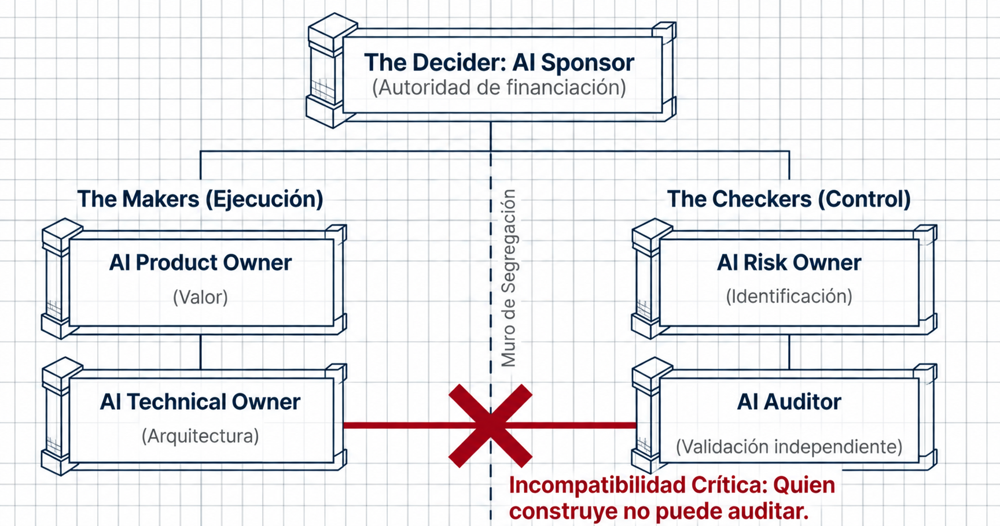 The Decider: AI Sponsor
(Autoridad de financiación)
The Makers (Ejecución)
AI Product Owner
(Valor)
AI Technical Owner
(Arquitectura)
Muro de Segregación
The Checkers (Control)
AI Risk Owner
(Identificación)
AI Auditor
(Validación independiente)
Incompatibilidad Crítica: Quien
construye no puede auditar.